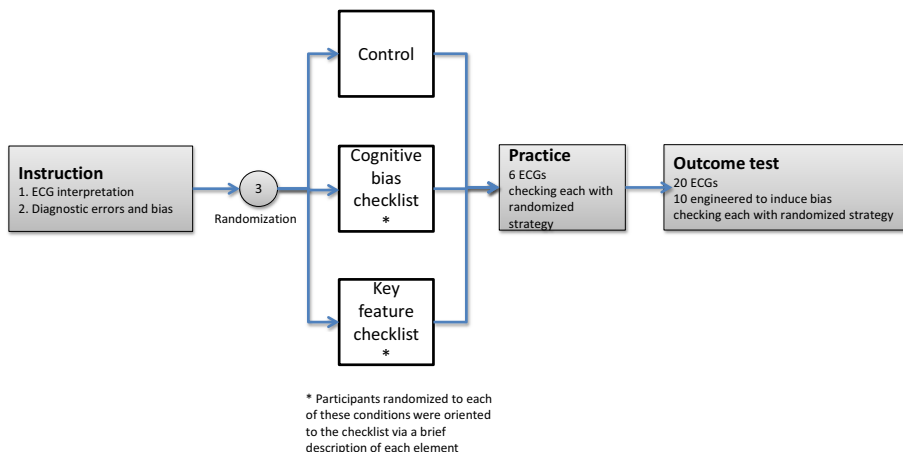 Instruction
1. ECG interpretation
2. Diagnostic errors and bias
3
Randomization
Control
Cognitive
bias
checklist
*
Key
feature
checklist
*
Practice
6 ECGs
checking each with
randomized
strategy
Outcome test
20 ECGs
10 engineered to induce bias
checking each with randomized strategy
* Participants randomized to each
of these conditions were oriented
to the checklist via a brief
description of each element